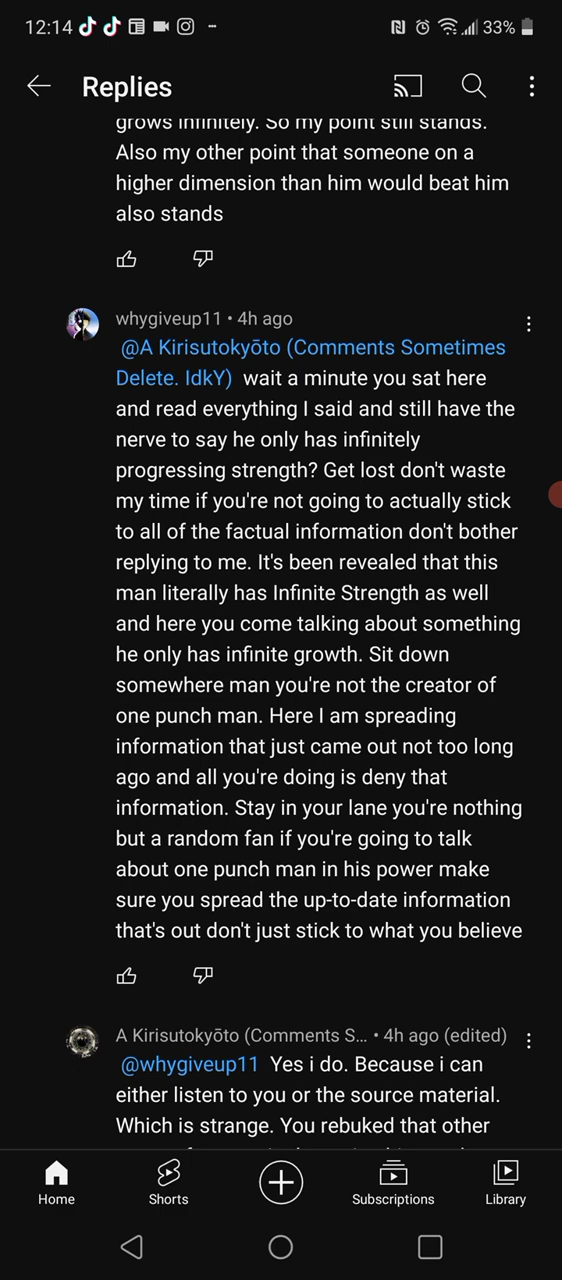 12:14
33%
Replies
grows infinitely. So my point still stands.
Also my other point that someone on a
higher dimension than him would beat him
also stands
whygiveup11 • 4h ago
@A Kirisutokyōto (Comments Sometimes
Delete. IdkY) wait a minute you sat here
and read everything I said and still have the
nerve to say he only has infinitely
progressing strength? Get lost don't waste
my time if you're not going to actually stick
to all of the factual information don't bother
replying to me. It's been revealed that this
man literally has Infinite Strength as well
and here you come talking about something
he only has infinite growth. Sit down
somewhere man you're not the creator of
one punch man. Here I am spreading
information that just came out not too long
ago and all you're doing is deny that
information. Stay in your lane you're nothing
but a random fan if you're going to talk
about one punch man in his power make
sure you spread the up-to-date information
that's out don't just stick to what you believe
A Kirisutokyōto (Comments S... • 4h ago (edited)
@whygiveup11 Yes i do. Because i can
either listen to you or the source material.
Which is strange. You rebuked that other
Home
Shorts
Subscriptions
Library